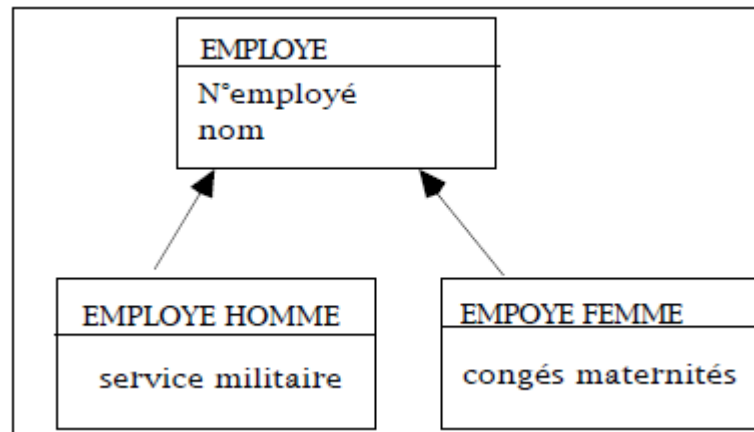 EMPLOYE
N°employé
nom
EMPLOYE HOMME
service militaire
EMPOYE FEMME
congés maternités